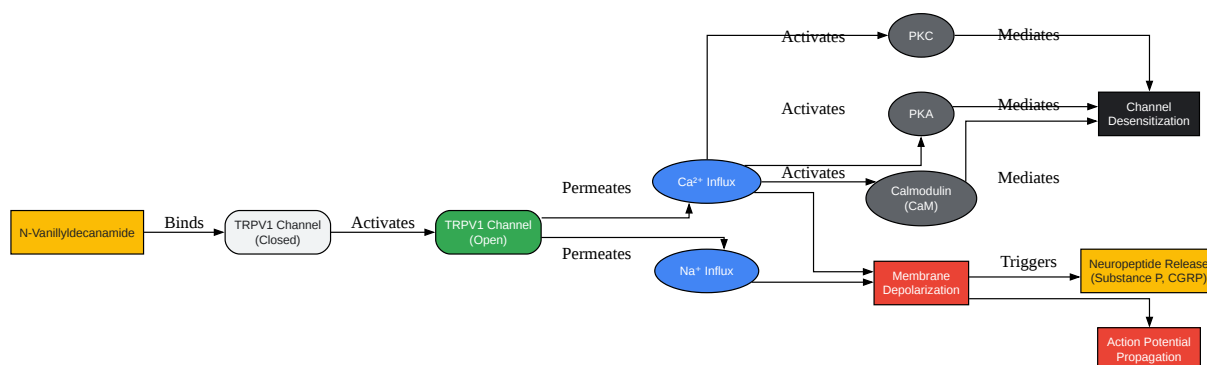 Activates
PKC
Mediates
Activates
PKA
Mediates
Channel
Desensitization
Ca²⁺ Influx
Activates
Calmodulin
(CaM)
Mediates
Permeates
N-Vanillyldecanamide
Binds
TRPV1 Channel
(Closed)
Activates
TRPV1 Channel
(Open)
Permeates
Na⁺ Influx
Membrane
Depolarization
Triggers
Neuropeptide Release
(Substance P, CGRP)
Action Potential
Propagation